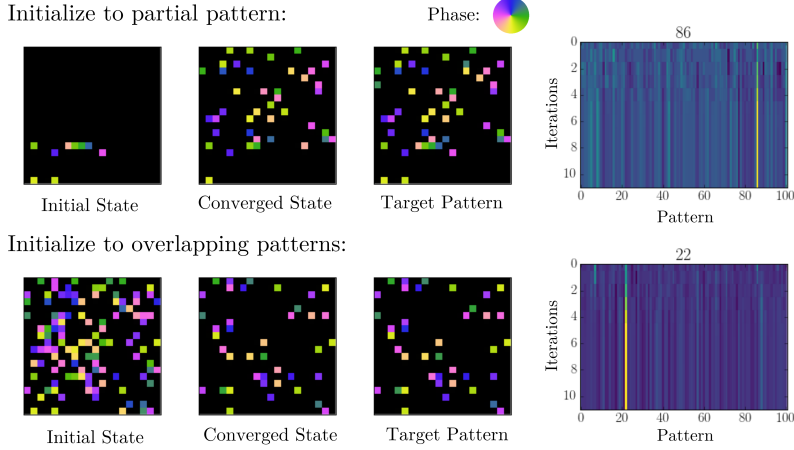 Initialize to partial pattern:
Phase:
Initial State
Converged State
Target Pattern
86
Iterations
0
2
4
6
8
10
0 20 40 60 80 100
Pattern
Initialize to overlapping patterns:
Initial State
Converged State
Target Pattern
22
Iterations
0
2
4
6
8
10
0 20 40 60 80 100
Pattern